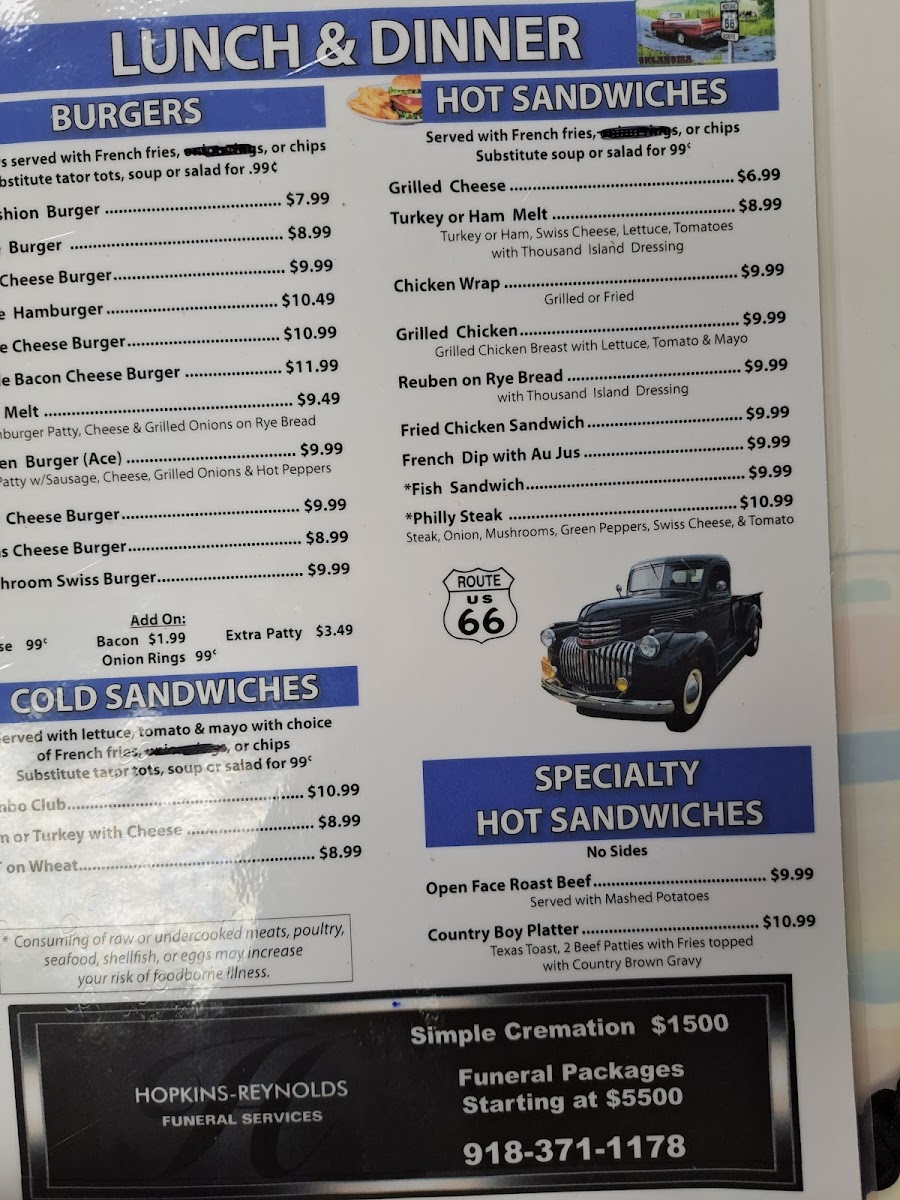 LUNCH & DINNER
66
OKLAHOMA
BURGERS
s served with French fries, or chips
bstitute tator tots, soup or salad for .99¢
shion Burger $7.99
Burger $8.99
Cheese Burger $9.99
e Hamburger $10.49
e Cheese Burger $10.99
le Bacon Cheese Burger $11.99
Melt $9.49
burger Patty, Cheese & Grilled Onions on Rye Bread
en Burger (Ace) $9.99
Patty w/Sausage, Cheese, Grilled Onions & Hot Peppers
Cheese Burger $9.99
s Cheese Burger $8.99
hroom Swiss Burger $9.99
Add On:
se 99¢ Bacon $1.99 Extra Patty $3.49
Onion Rings 99¢
COLD SANDWICHES
erved with lettuce, tomato & mayo with choice
of French fries, or chips
Substitute tator tots, soup or salad for 99¢
mbo Club $10.99
m or Turkey with Cheese $8.99
on Wheat $8.99
* Consuming of raw or undercooked meats, poultry,
seafood, shellfish, or eggs may increase
your risk of foodborne illness.
HOT SANDWICHES
Served with French fries, or chips
Substitute soup or salad for 99¢
Grilled Cheese $6.99
Turkey or Ham Melt $8.99
Turkey or Ham, Swiss Cheese, Lettuce, Tomatoes
with Thousand Island Dressing
Chicken Wrap $9.99
Grilled or Fried
Grilled Chicken $9.99
Grilled Chicken Breast with Lettuce, Tomato & Mayo
Reuben on Rye Bread $9.99
with Thousand Island Dressing
Fried Chicken Sandwich $9.99
French Dip with Au Jus $9.99
*Fish Sandwich $9.99
*Philly Steak $10.99
Steak, Onion, Mushrooms, Green Peppers, Swiss Cheese, & Tomato
ROUTE
US
66
SPECIALTY
HOT SANDWICHES
No Sides
Open Face Roast Beef $9.99
Served with Mashed Potatoes
Country Boy Platter $10.99
Texas Toast, 2 Beef Patties with Fries topped
with Country Brown Gravy
HOPKINS-REYNOLDS
FUNERAL SERVICES
Simple Cremation $1500
Funeral Packages
Starting at $5500
918-371-1178